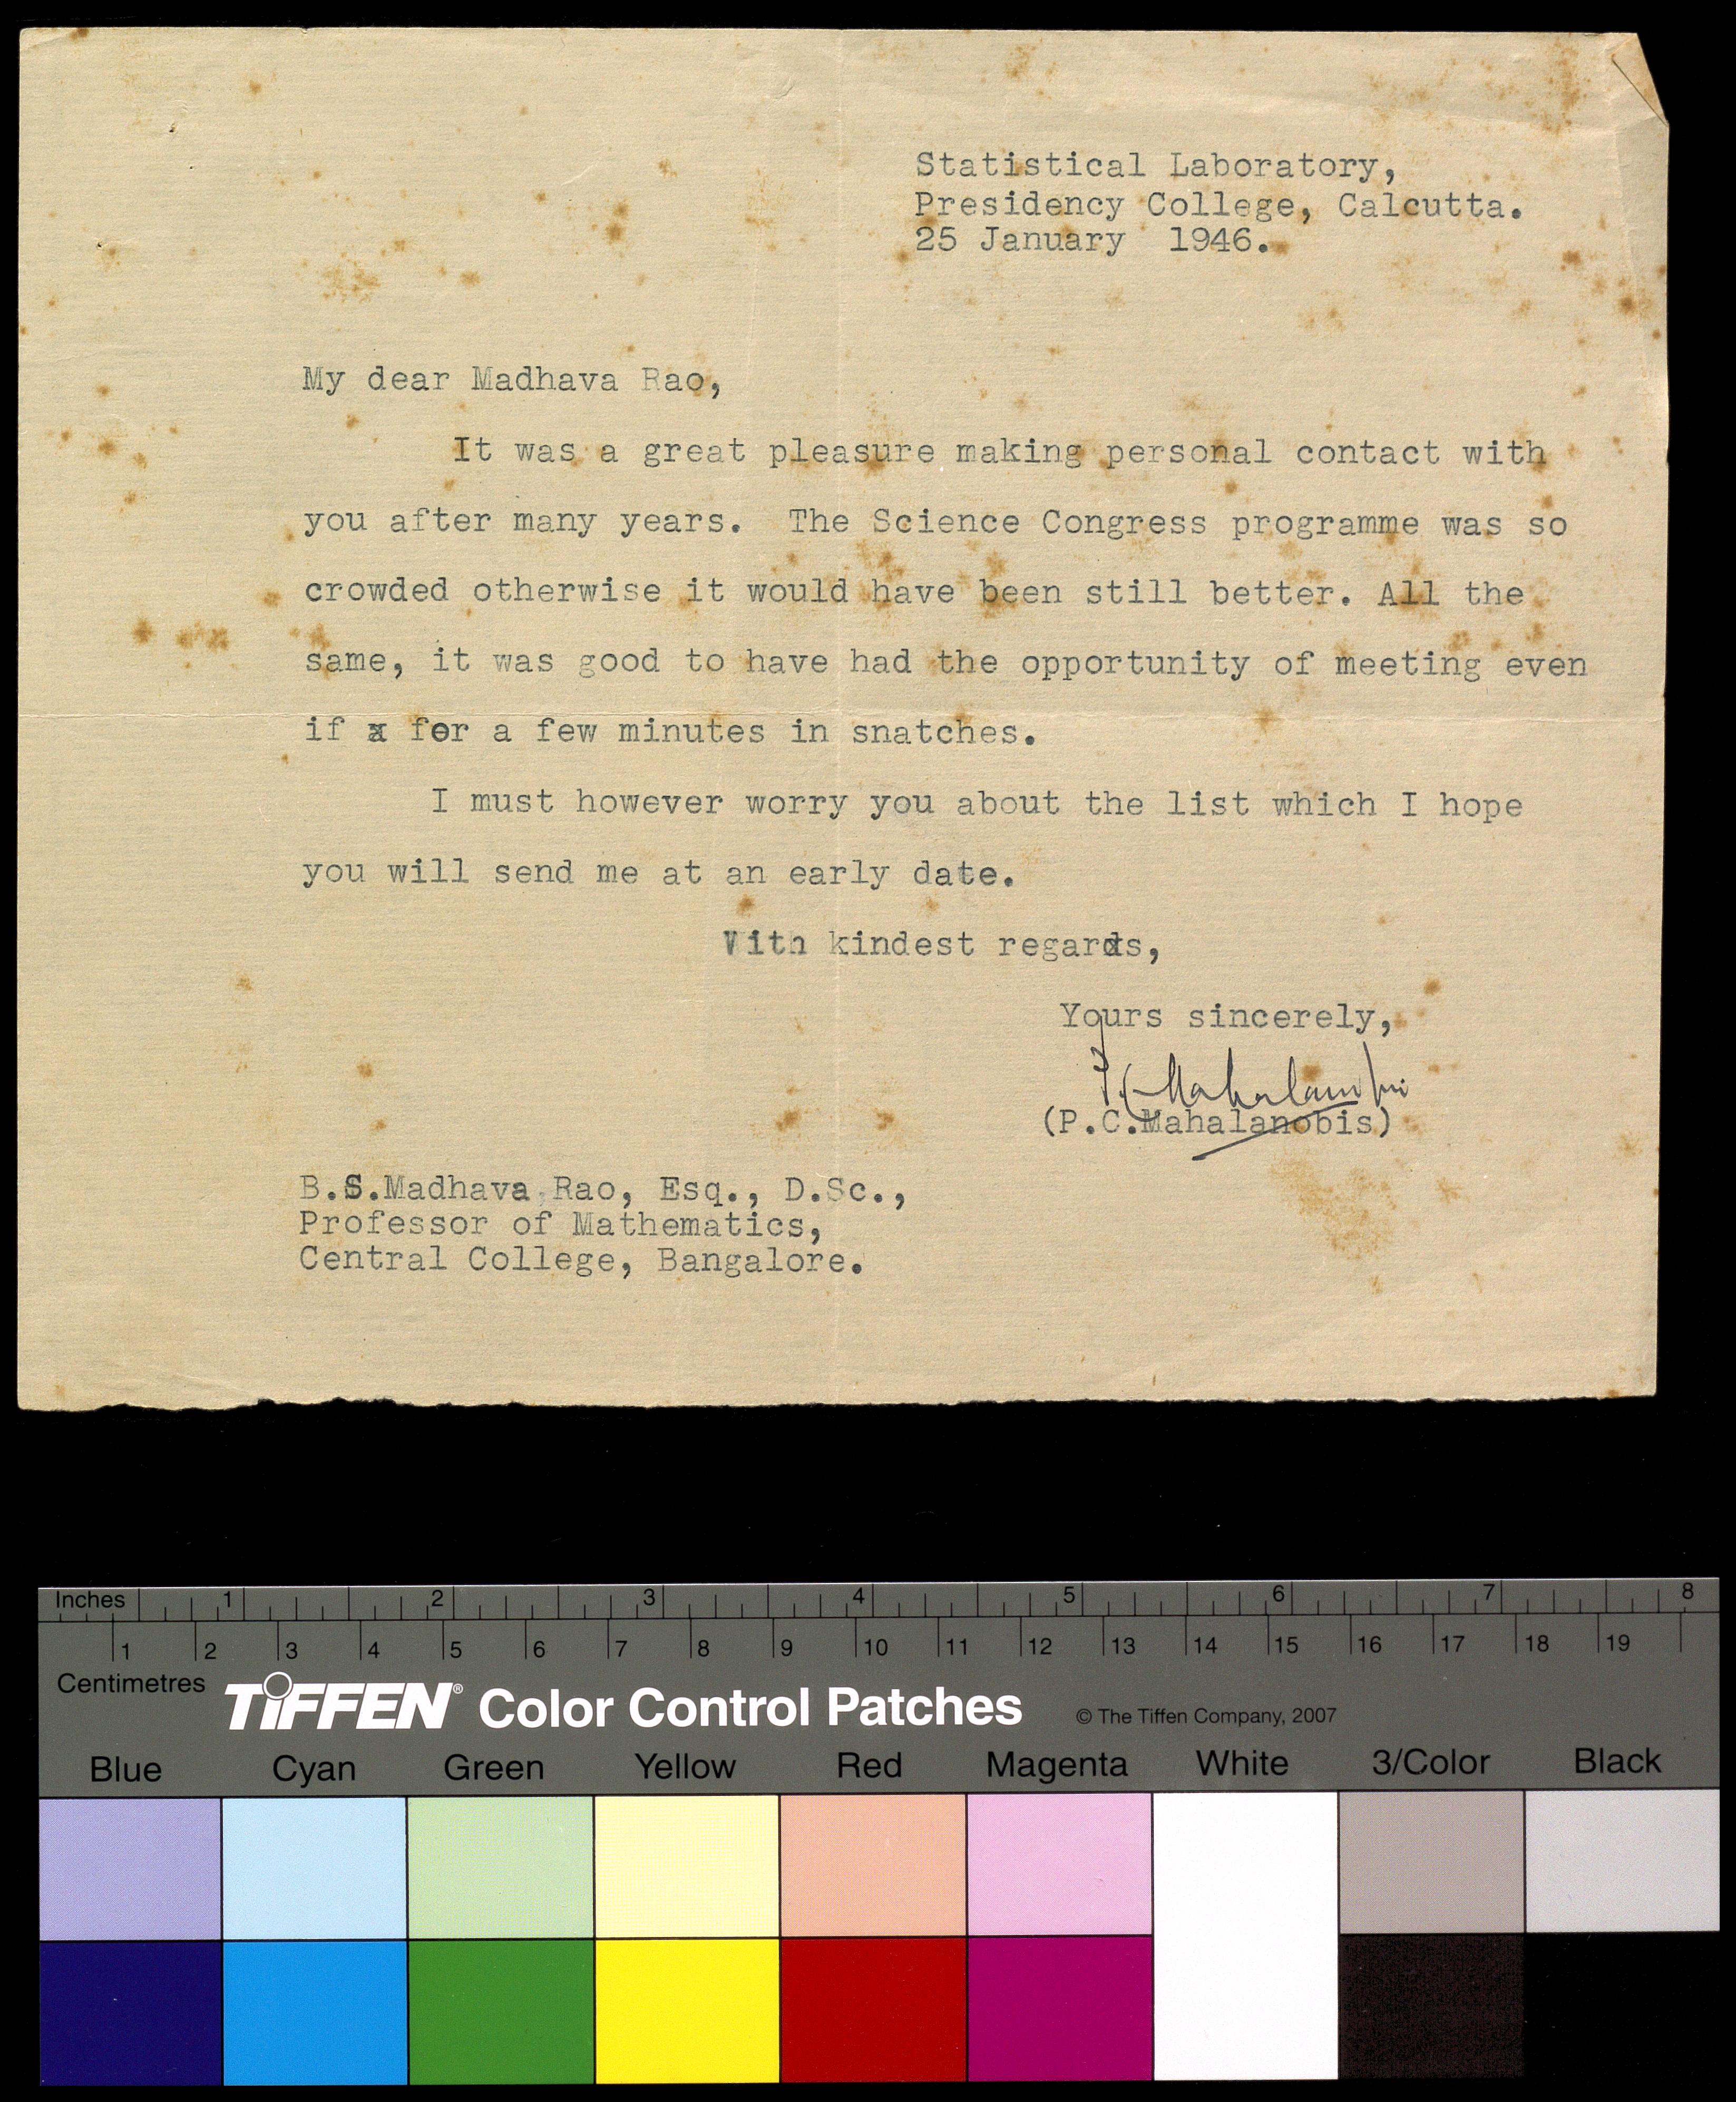 Statistical Laboratory,
Presidency College, Calcutta.
25 January 1946.
My dear Madhava Rao,
It was a great pleasure making personal contact with
you after many years. The Science Congress programme was so
crowded otherwise it would have been still better. All the
same, it was good to have had the opportunity of meeting even
if x for a few minutes in snatches.
I must however worry you about the list which I hope
you will send me at an early date.
With kindest regards,
Yours sincerely,
P.C. Mahalanobis
(P.C.Mahalanobis)
B.S.Madhava Rao, Esq., D.Sc.,
Professor of Mathematics,
Central College, Bangalore.
Inches 1 2 3 4 5 6 7 8
1 2 3 4 5 6 7 8 9 10 11 12 13 14 15 16 17 18 19
Centimetres
TIFFEN® Color Control Patches © The Tiffen Company, 2007
Blue Cyan Green Yellow Red Magenta White 3/Color Black